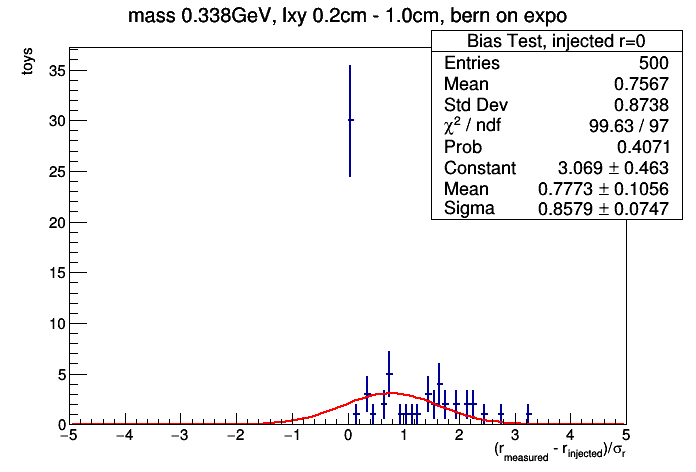 mass 0.338GeV, lxy 0.2cm - 1.0cm, bern on expo
Bias Test, injected r=0
Entries 500
Mean 0.7567
Std Dev 0.8738
χ² / ndf 99.63 / 97
Prob 0.4071
Constant 3.069 ± 0.463
Mean 0.7773 ± 0.1056
Sigma 0.8579 ± 0.0747
toys
35
30
25
20
15
10
5
0
−5 −4 −3 −2 −1 0 1 2 3 4 5
(r_measured - r_injected)/σ_r